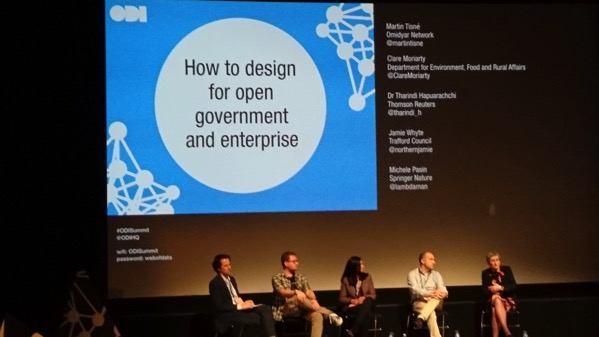 ODI
How to design
for open
government
and enterprise
Martin Tisné
Omidyar Network
@martintisne
Clare Moriarty
Department for Environment, Food and Rural Affairs
@ClareMoriarty
Dr Tharindi Hapuarachchi
Thomson Reuters
@tharindi_h
Jamie Whyte
Trafford Council
@northernjamie
Michele Pasin
Springer Nature
@lambdaman
#ODISummit
@ODIHQ
wifi: ODISummit
password: webofdata